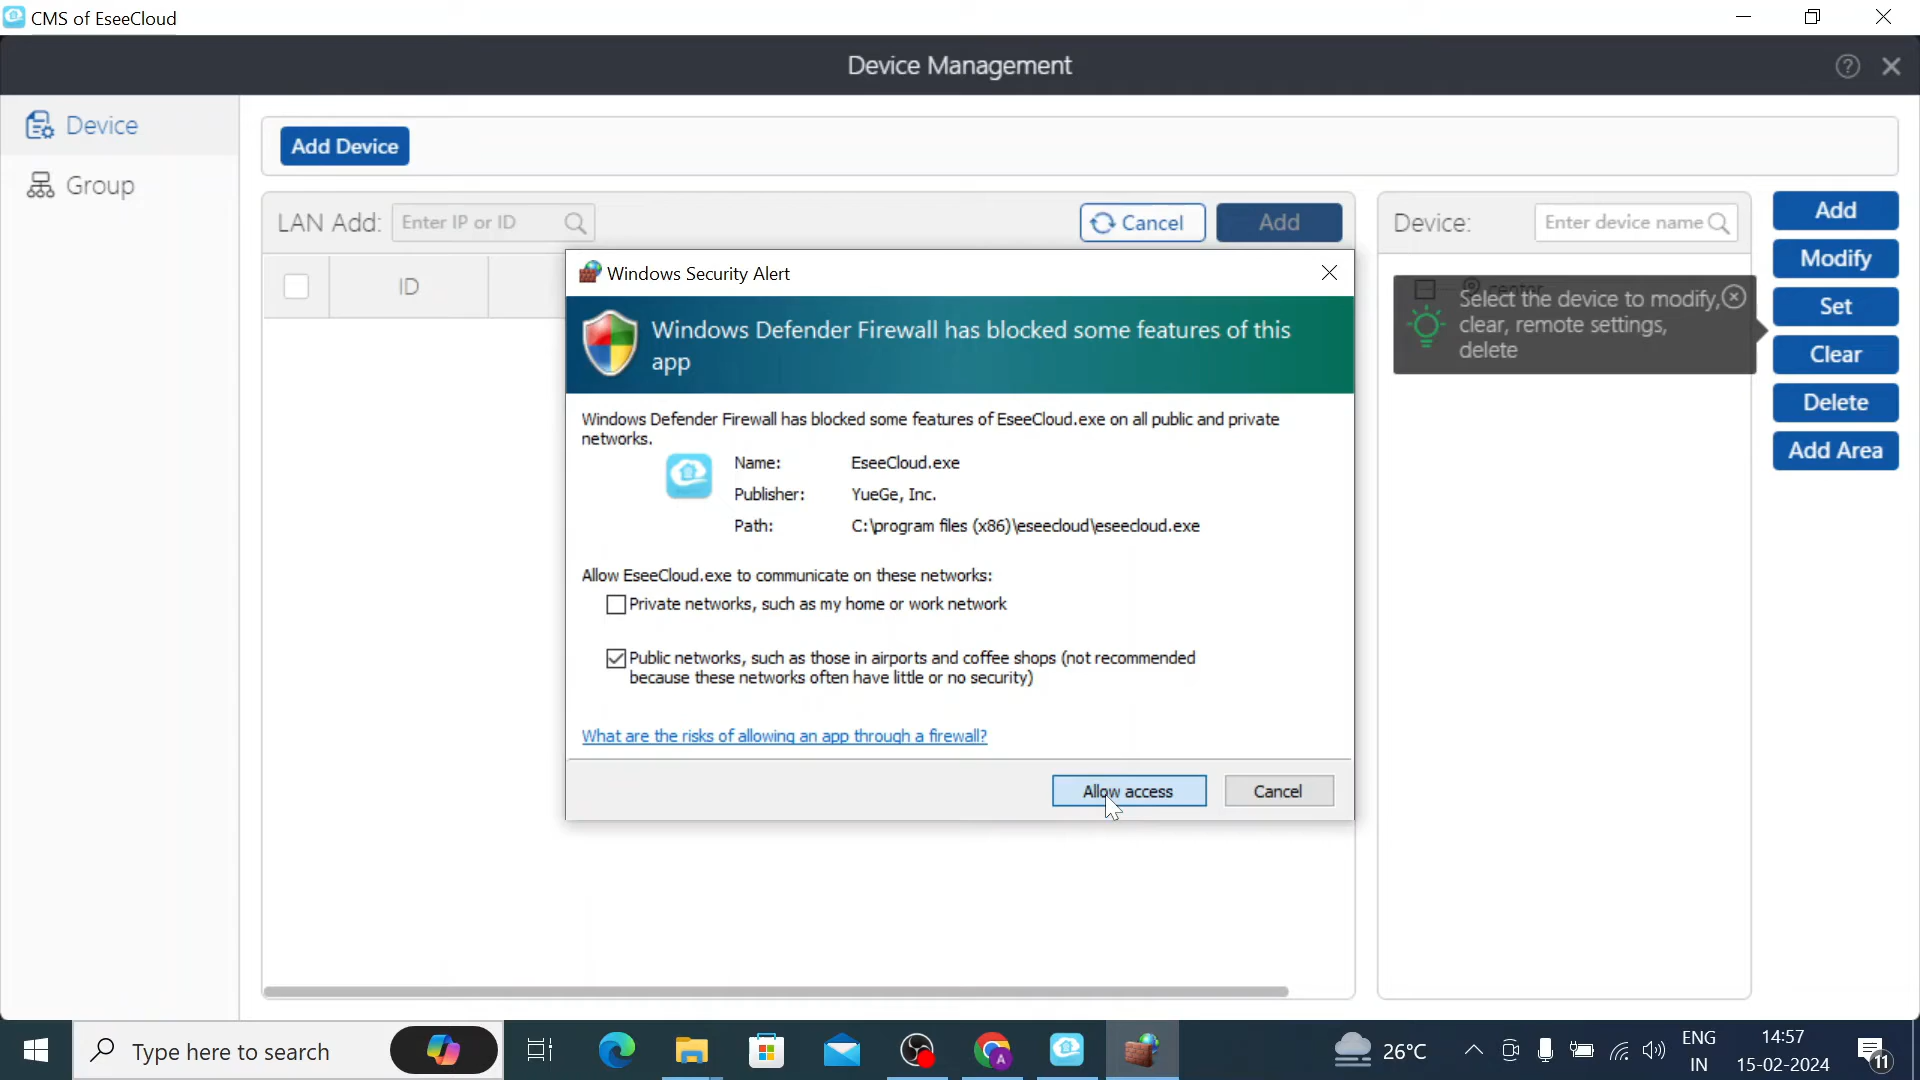 CMS of EseeCloud
Device Management
Device
Group
Add Device
LAN Add:
Enter IP or ID
Cancel
Add
ID
Device:
Enter device name
Add
Modify
Set
Clear
Delete
Add Area
Select the device to modify,
clear, remote settings,
delete
Windows Security Alert
Windows Defender Firewall has blocked some features of this
app
Windows Defender Firewall has blocked some features of EseeCloud.exe on all public and private
networks.
Name: EseeCloud.exe
Publisher: YueGe, Inc.
Path: C:\program files (x86)\eseecloud\eseecloud.exe
Allow EseeCloud.exe to communicate on these networks:
Private networks, such as my home or work network
Public networks, such as those in airports and coffee shops (not recommended
because these networks often have little or no security)
What are the risks of allowing an app through a firewall?
Allow access
Cancel
Type here to search
A
26°C
ENG
IN
14:57
15-02-2024
11